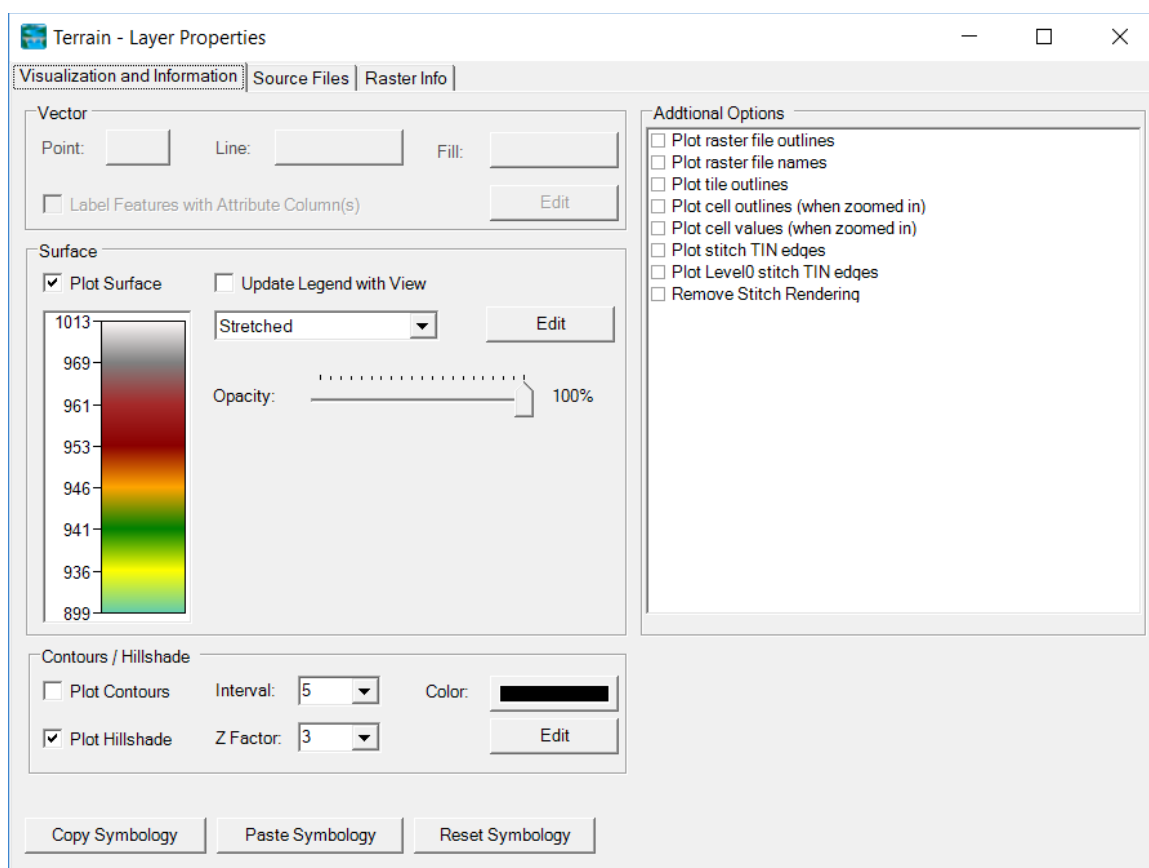 Terrain - Layer Properties
Visualization and Information
Source Files
Raster Info
Vector
Point:
Line:
Fill:
Label Features with Attribute Column(s)
Edit
Surface
Plot Surface
Update Legend with View
Stretched
Edit
Opacity:
100%
1013
969
961
953
946
941
936
899
Contours / Hillshade
Plot Contours
Interval:
5
Color:
Plot Hillshade
Z Factor:
3
Edit
Addtional Options
Plot raster file outlines
Plot raster file names
Plot tile outlines
Plot cell outlines (when zoomed in)
Plot cell values (when zoomed in)
Plot stitch TIN edges
Plot Level0 stitch TIN edges
Remove Stitch Rendering
Copy Symbology
Paste Symbology
Reset Symbology